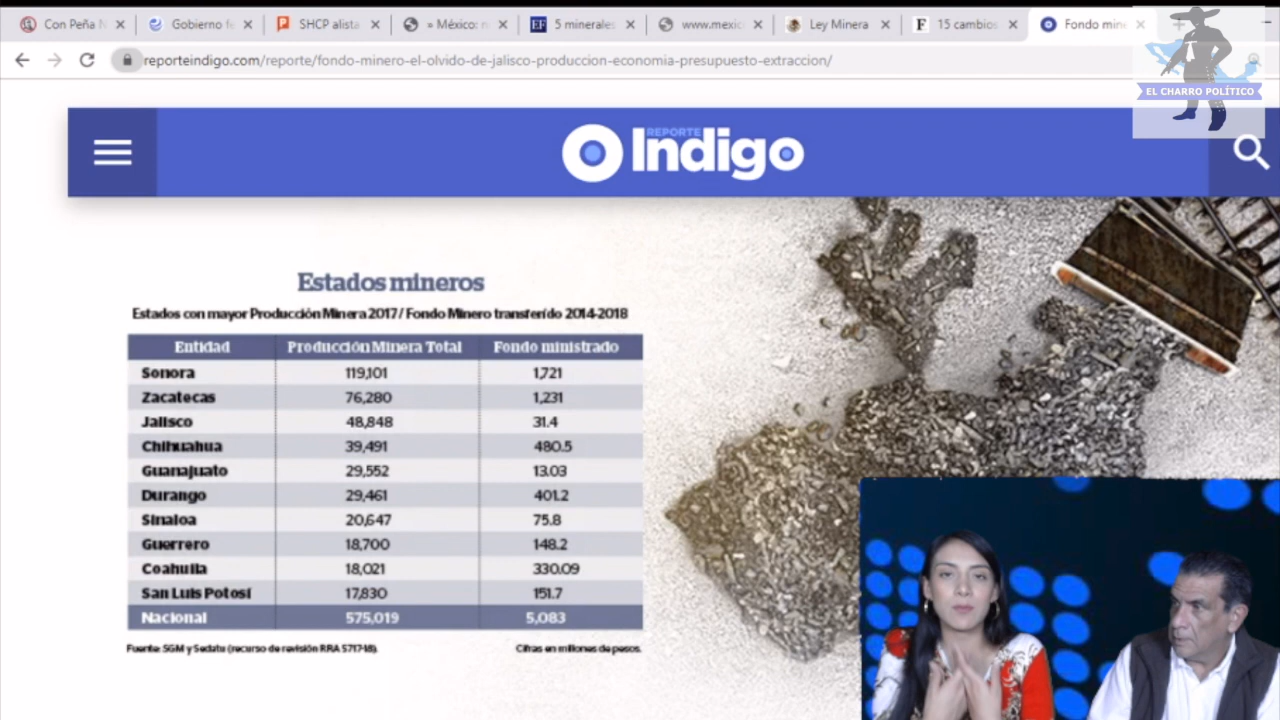 Con Peña N
Gobierno f
SHCP alista
» México: n
EF 5 minerales
www.mexic
Ley Minera
F 15 cambios
Fondo min
reporteindigo.com/reporte/fondo-minero-el-olvido-de-jalisco-produccion-economia-presupuesto-extraccion/
EL CHARRO POLÍTICO
REPORTE
Indigo
Estados mineros
Estados con mayor Producción Minera 2017 / Fondo Minero transferido 2014-2018
Entidad Producción Minera Total Fondo ministrado
Sonora 119,101 1,721
Zacatecas 76,280 1,231
Jalisco 48,848 31.4
Chihuahua 39,491 480.5
Guanajuato 29,552 13.03
Durango 29,461 401.2
Sinaloa 20,647 75.8
Guerrero 18,700 148.2
Coahuila 18,021 330.09
San Luis Potosí 17,830 151.7
Nacional 575,019 5,083
Fuente: SGM y Sedatu (recurso de revisión RRA 5717-18). Cifras en millones de pesos.